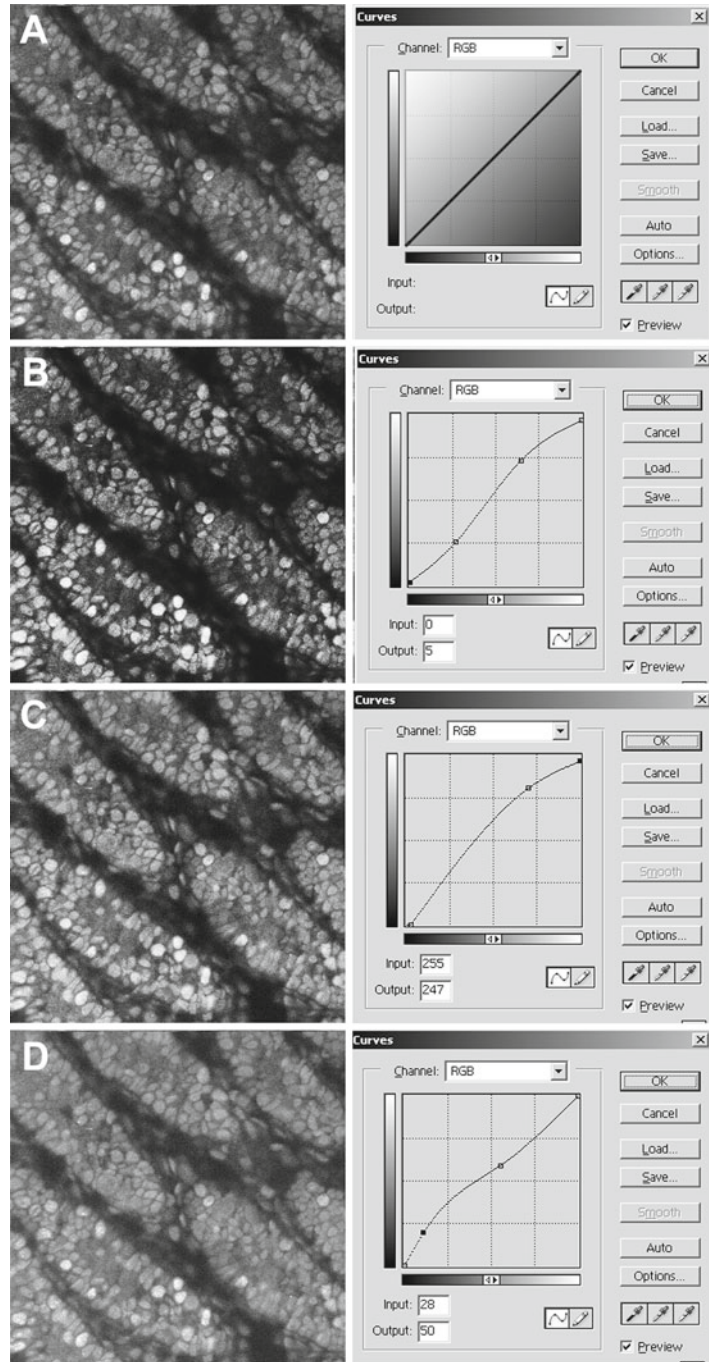 A
Curves
Channel: RGB
OK
Cancel
Load...
Save...
Smooth
Auto
Options...
Input:
Output:
Preview
B
Curves
Channel: RGB
OK
Cancel
Load...
Save...
Smooth
Auto
Options...
Input: 0
Output: 5
Preview
C
Curves
Channel: RGB
OK
Cancel
Load...
Save...
Smooth
Auto
Options...
Input: 255
Output: 247
Preview
D
Curves
Channel: RGB
OK
Cancel
Load...
Save...
Smooth
Auto
Options...
Input: 28
Output: 50
Preview